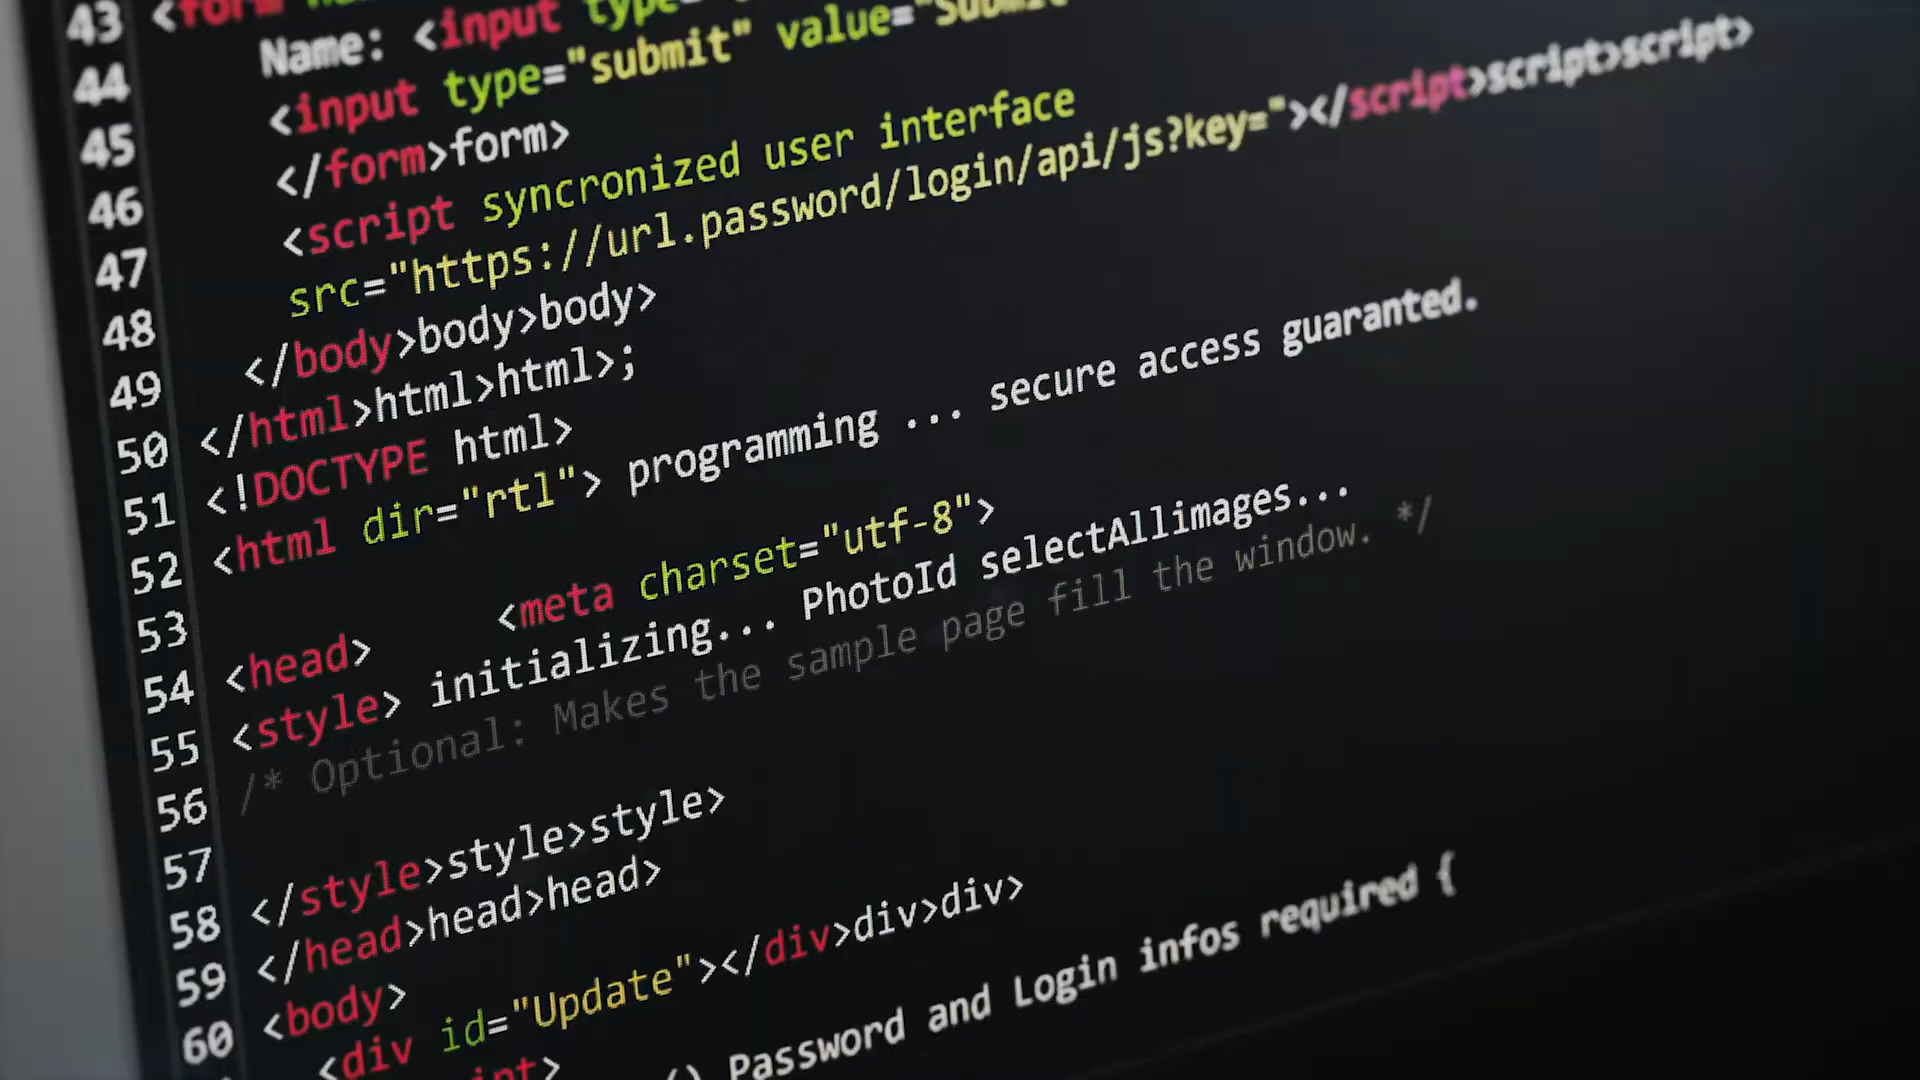 43 <form
44 Name: <input type=
45 <input type="submit" value="Submit
46 </form>form>
47 <script syncronized user interface
48 src="https://url.password/login/api/js?key="></script>script>script>
49 </body>body>body>
50 </html>html>html>;
51 <!DOCTYPE html>
52 <html dir="rtl"> programming ... secure access guaranted.
53 <meta charset="utf-8">
54 <head>
55 <style> initializing... PhotoId selectAllimages...
56 /* Optional: Makes the sample page fill the window. */
57
58 </style>style>style>
59 </head>head>head>
60 <body>
<div id="Update"></div>div>div>
() Password and Login infos required {